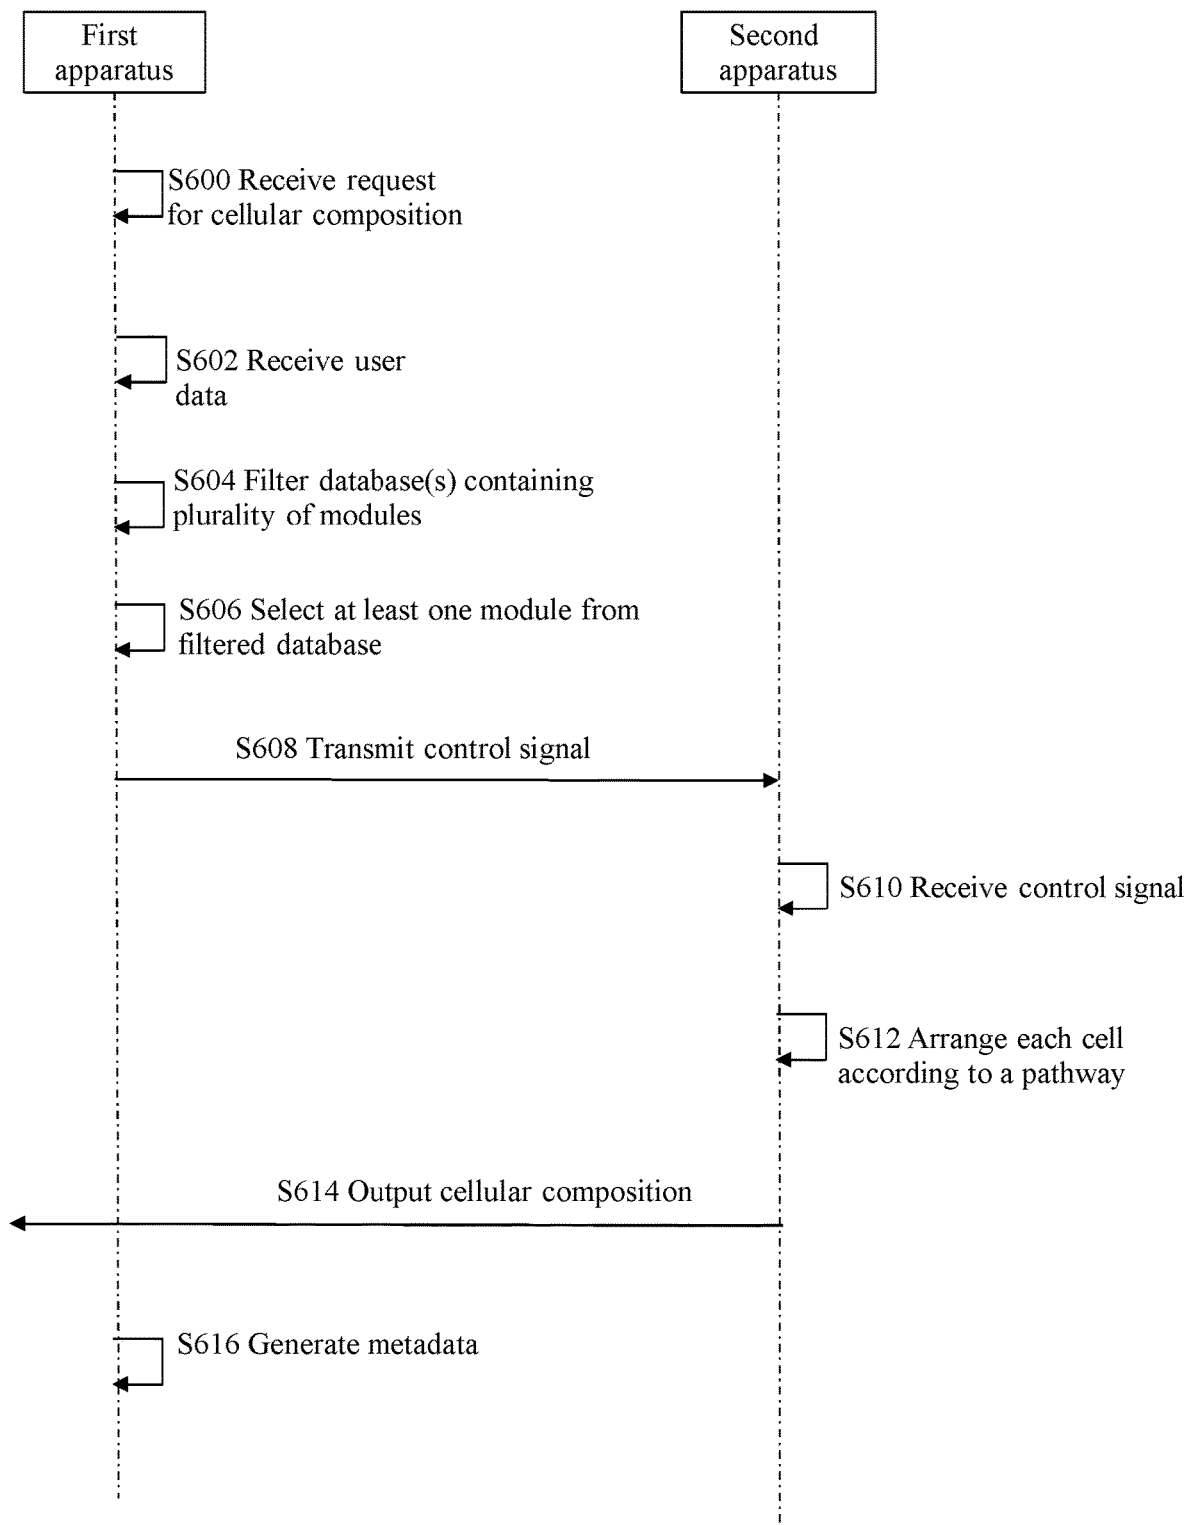 First
apparatus
Second
apparatus
S600 Receive request
for cellular composition
S602 Receive user
data
S604 Filter database(s) containing
plurality of modules
S606 Select at least one module from
filtered database
S608 Transmit control signal
S610 Receive control signal
S612 Arrange each cell
according to a pathway
S614 Output cellular composition
S616 Generate metadata